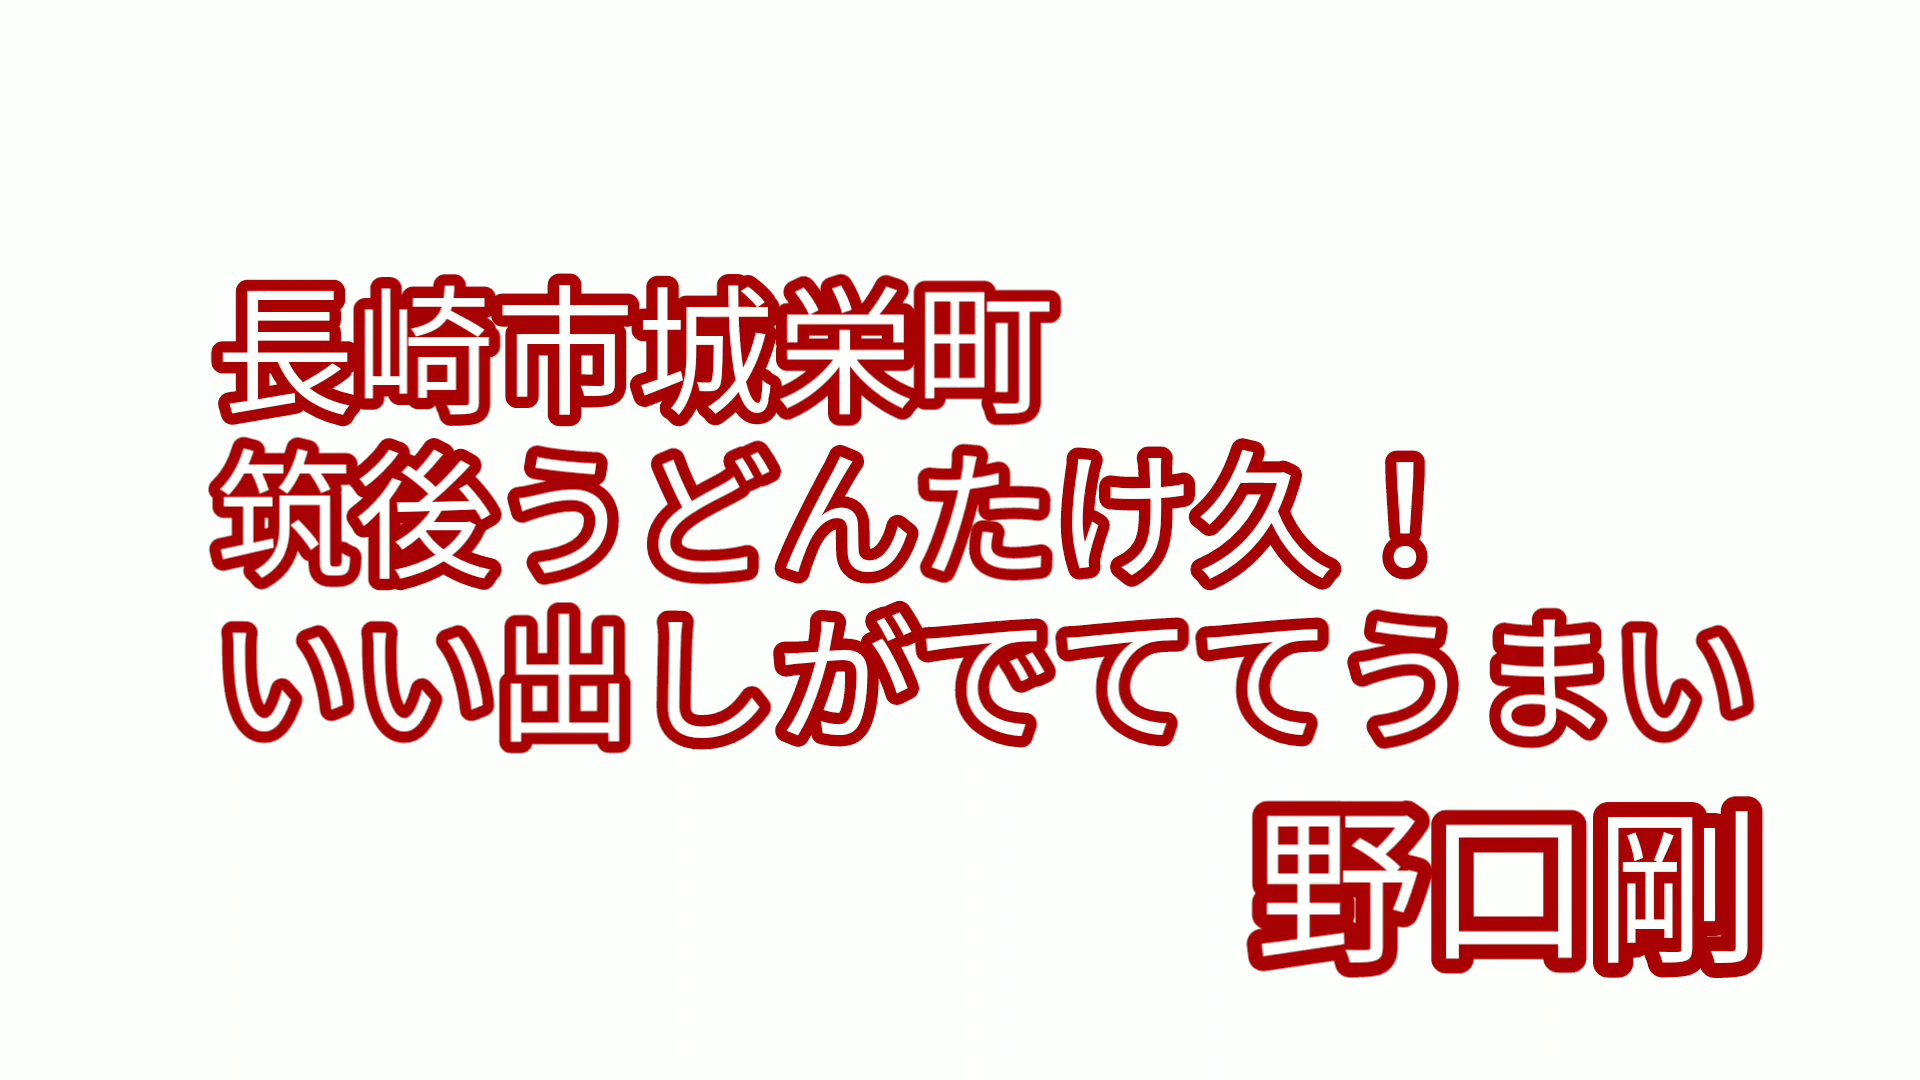 長崎市城栄町
筑後うどんたけ久！
いい出しがでててうまい
野口剛